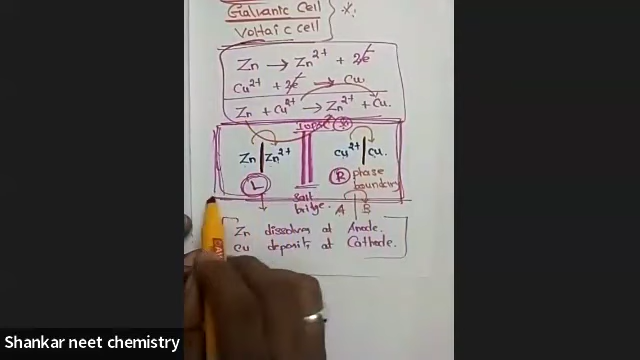 Galvanic Cell
Voltaic cell
Zn → Zn²⁺ + 2e⁻
Cu²⁺ + 2e⁻ → Cu
Zn + Cu²⁺ → Zn²⁺ + Cu.
Zn | Zn²⁺ || Cu²⁺ | Cu.
L R phase
boundary
Salt
bridge. A B
Zn dissolves at Anode.
Cu deposits at Cathode.
Shankar neet chemistry